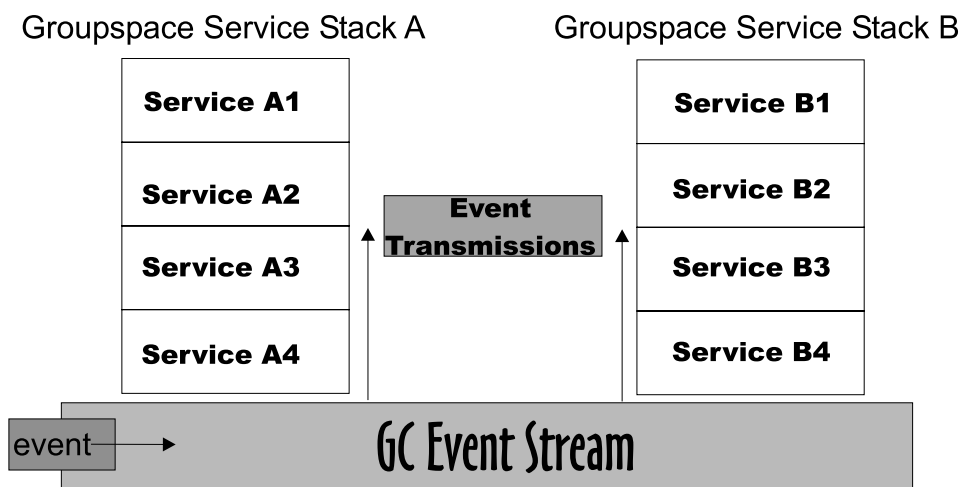 Groupspace Service Stack A
Groupspace Service Stack B
Service A1
Service A2
Service A3
Service A4
Event
Transmissions
Service B1
Service B2
Service B3
Service B4
event
GC Event Stream